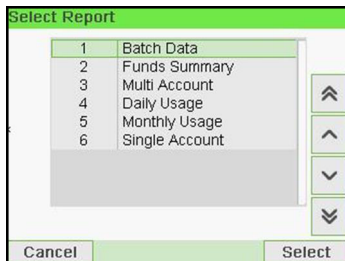 Select Report
1 Batch Data
2 Funds Summary
3 Multi Account
4 Daily Usage
5 Monthly Usage
6 Single Account
Cancel Select